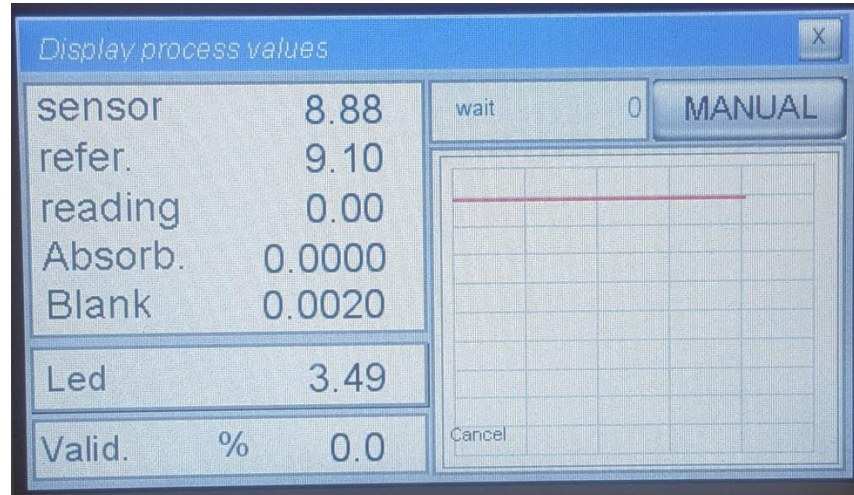 Display process values X
sensor 8.88
refer. 9.10
reading 0.00
Absorb. 0.0000
Blank 0.0020
Led 3.49
Valid. % 0.0
wait 0 MANUAL
Cancel